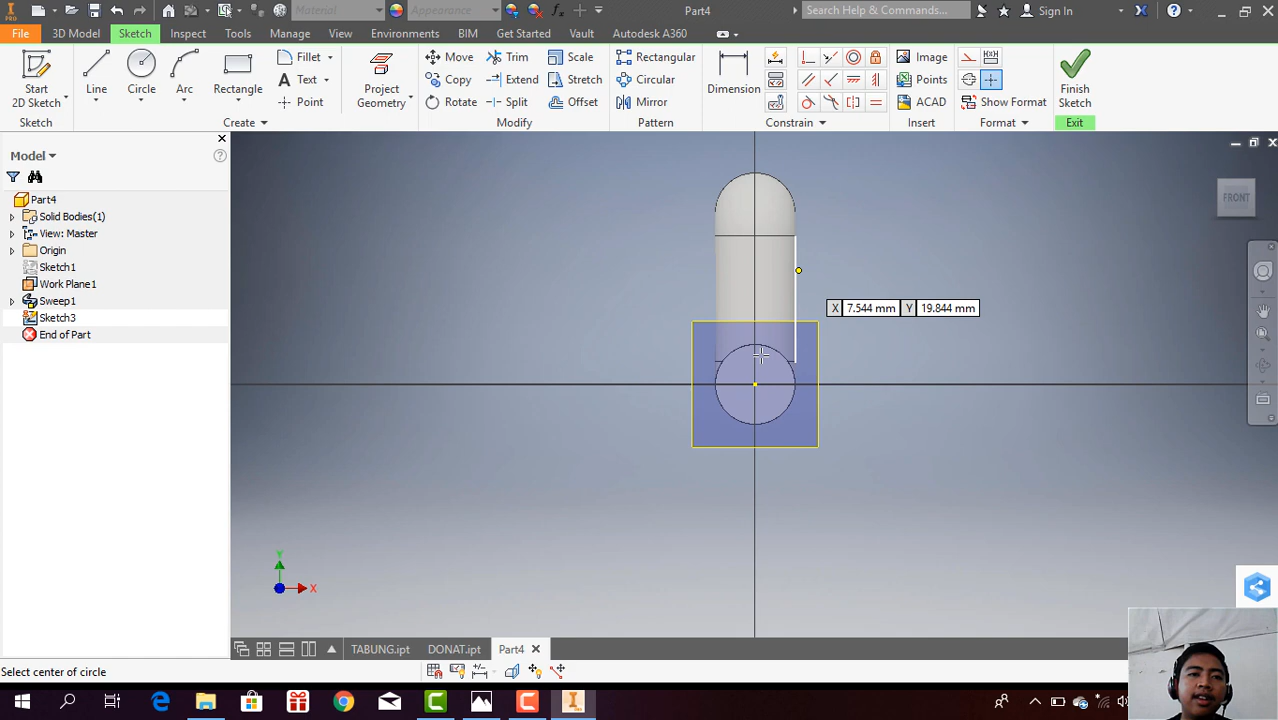 Material
Appearance
Part4
Search Help & Commands...
Sign In
File
3D Model
Sketch
Inspect
Tools
Manage
View
Environments
BIM
Get Started
Vault
Autodesk A360
Start
2D Sketch
Line
Circle
Arc
Rectangle
Fillet
Text
Point
Project
Geometry
Move
Copy
Rotate
Trim
Extend
Split
Scale
Stretch
Offset
Rectangular
Circular
Mirror
Dimension
Image
Points
ACAD
Show Format
Finish
Sketch
Sketch
Create
Modify
Pattern
Constrain
Insert
Format
Exit
Model
Part4
Solid Bodies(1)
View: Master
Origin
Sketch1
Work Plane1
Sweep1
Sketch3
End of Part
FRONT
X 7.544 mm Y 19.844 mm
Y
X
TABUNG.ipt
DONAT.ipt
Part4
Select center of circle